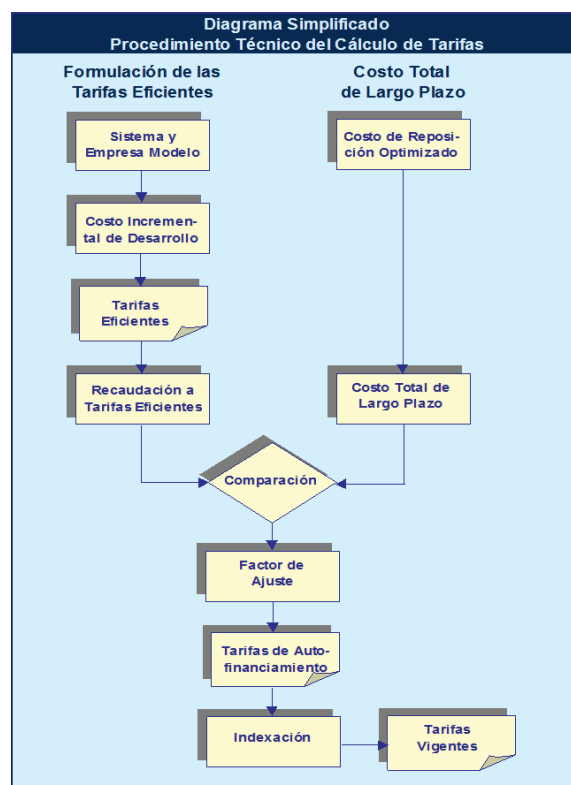 Diagrama Simplificado
Procedimiento Técnico del Cálculo de Tarifas
Formulación de las
Tarifas Eficientes
Costo Total
de Largo Plazo
Sistema y
Empresa Modelo
Costo de Reposi-
ción Optimizado
Costo Incremen-
tal de Desarrollo
Tarifas
Eficientes
Recaudación a
Tarifas Eficientes
Costo Total de
Largo Plazo
Comparación
Factor de
Ajuste
Tarifas de Auto-
financiamiento
Indexación
Tarifas
Vigentes